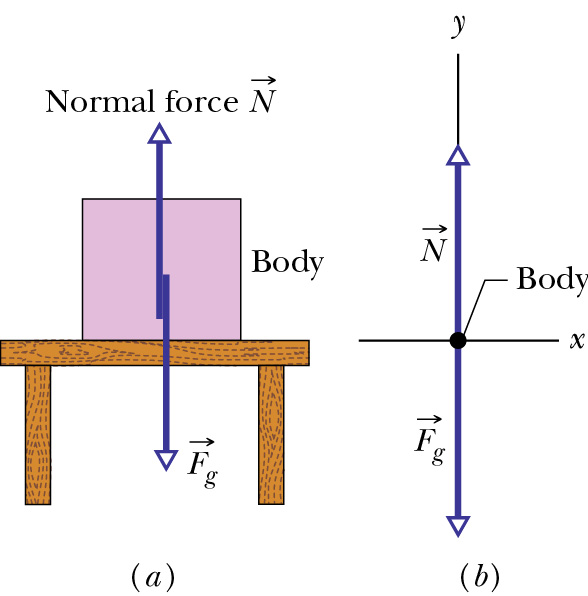 Normal force N⃗
Body
F⃗g
(a)
y
N⃗
Body
x
F⃗g
(b)